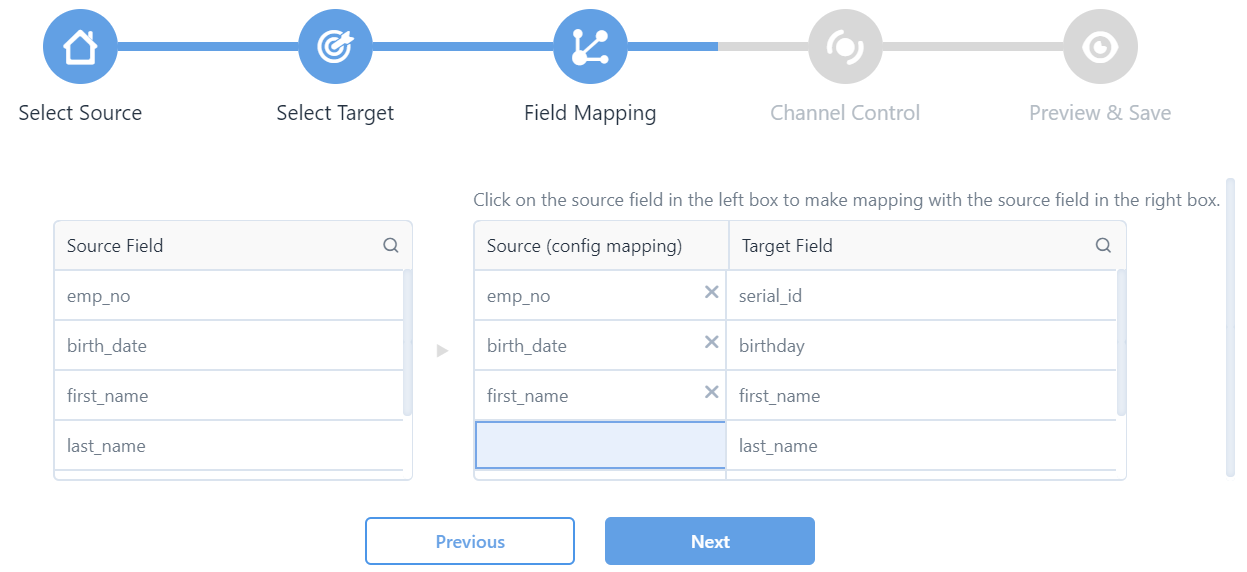 Select Source
Select Target
Field Mapping
Channel Control
Preview & Save
Click on the source field in the left box to make mapping with the source field in the right box.
Source Field
Source (config mapping)
Target Field
emp_no
emp_no
serial_id
birth_date
birth_date
birthday
first_name
first_name
first_name
last_name
last_name
Previous
Next